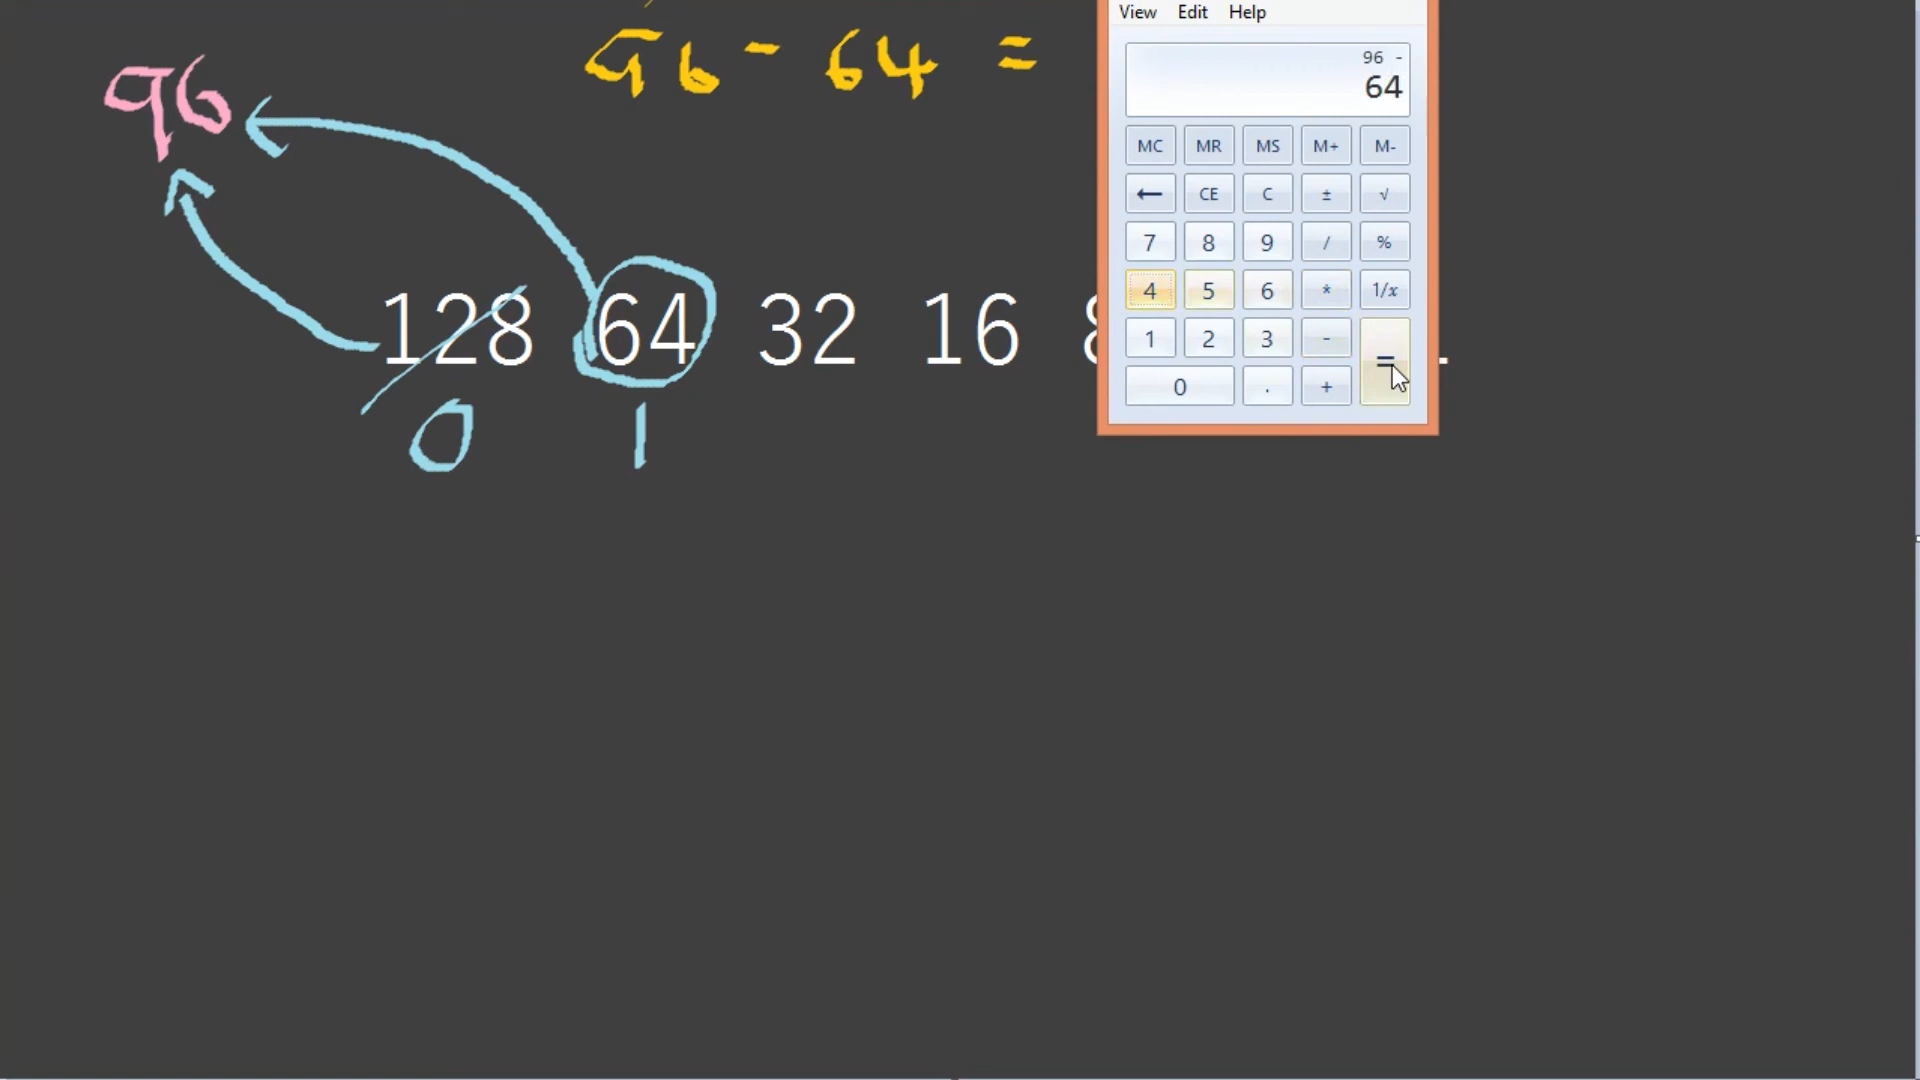 View Edit Help
96 - 64 =
96 -
64
96
MC MR MS M+ M-
← CE C ± √
7 8 9 / %
4 5 6 * 1/x
1 2 3 - =
0 . +
128 64 32 16 8
0 1